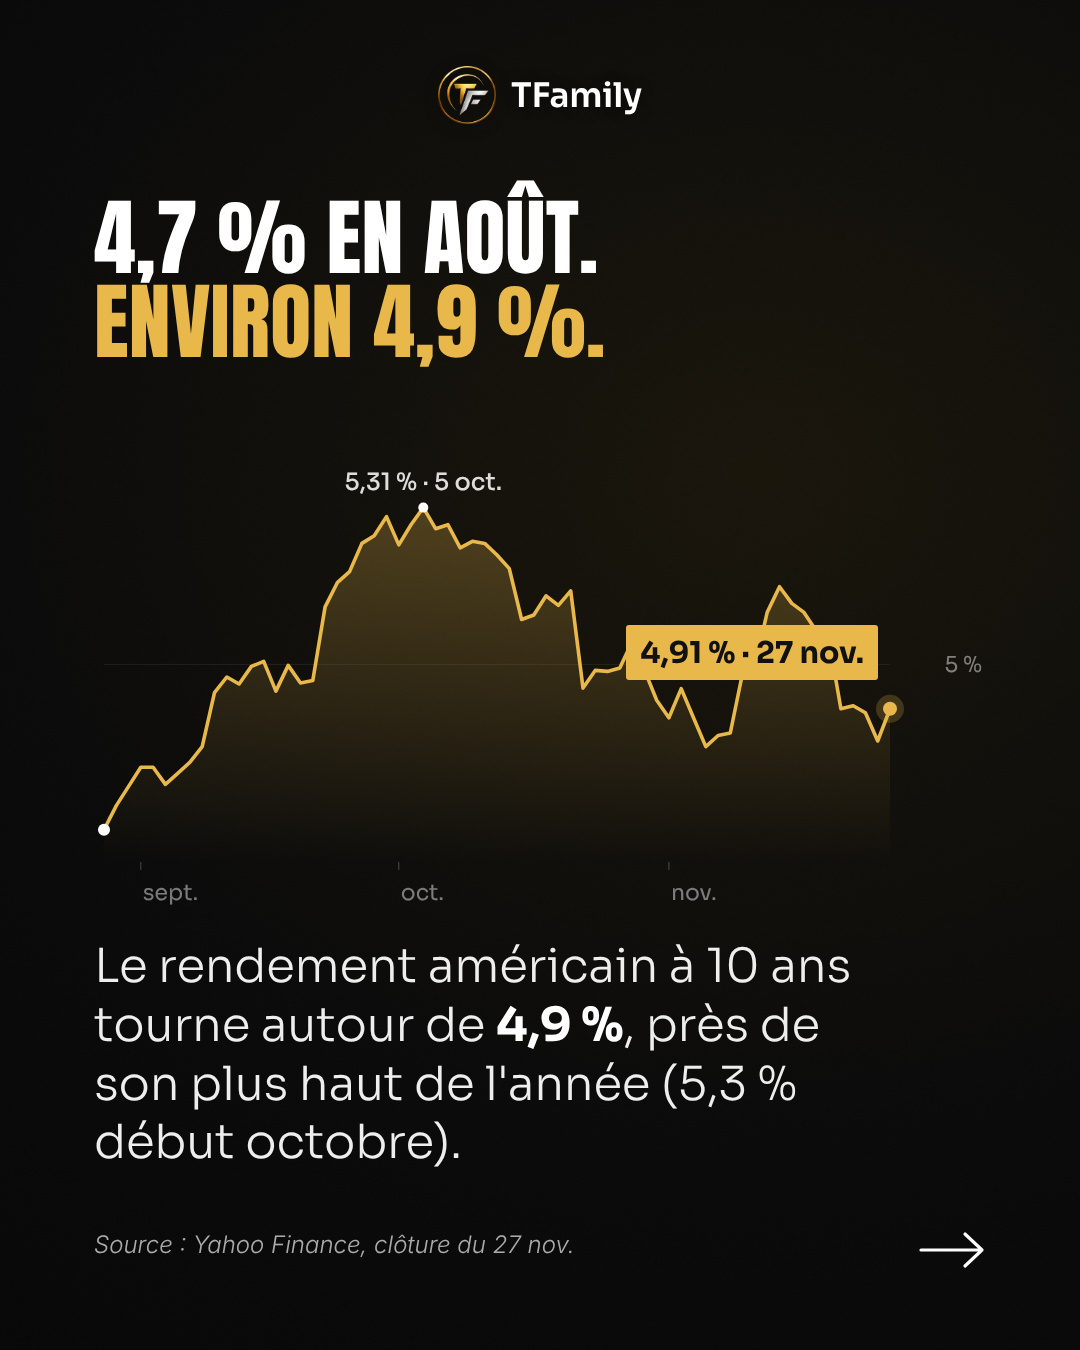 TFamily
4,7 % EN AOÛT.
ENVIRON 4,9 %.
5,31 % · 5 oct.
4,91 % · 27 nov.
5 %
sept. oct. nov.
Le rendement américain à 10 ans
tourne autour de 4,9 %, près de
son plus haut de l'année (5,3 %
début octobre).
Source : Yahoo Finance, clôture du 27 nov.